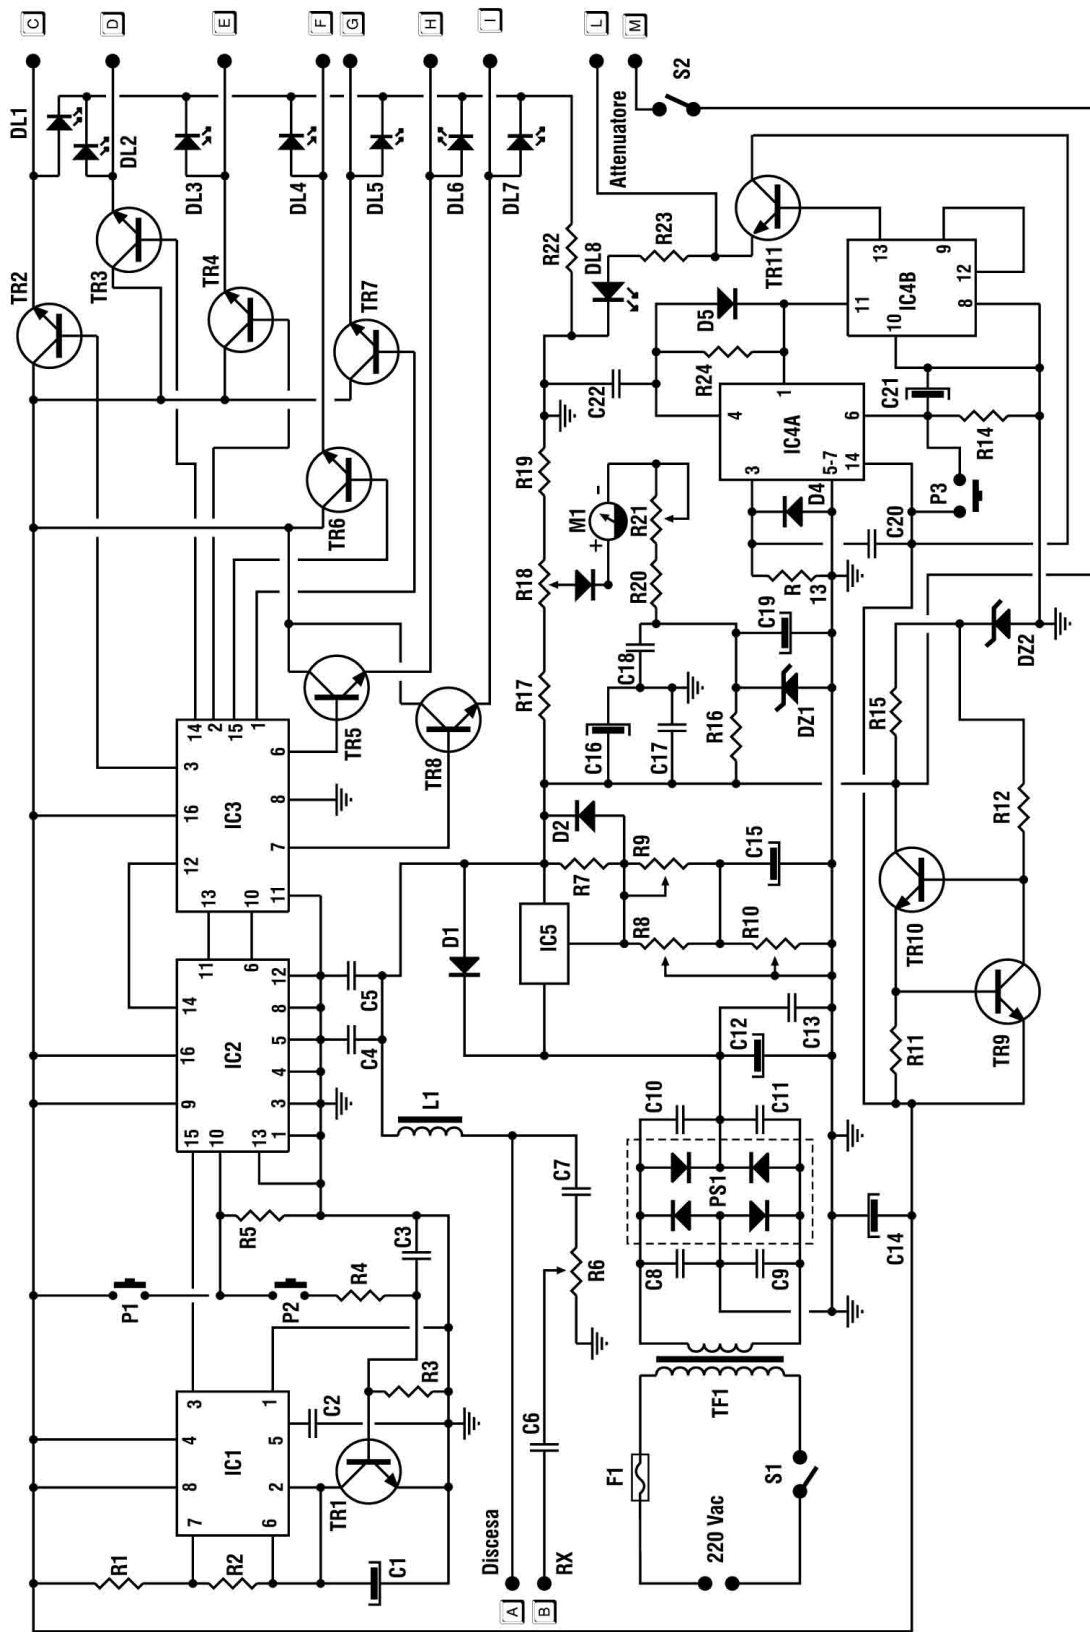 C
D
E
F
G
H
I
L
M
DL1
DL2
DL3
DL4
DL5
DL6
DL7
TR2
TR3
TR4
TR7
TR6
R22
DL8
R23
Attenuatore
S2
TR11
D5
R24
C22
R19
11
13
10
IC4B
9
12
8
4
1
IC4A
3
6
5-7
14
C21
R14
P3
M1
+
-
R21
R20
R18
D4
R
13
C20
C19
C18
R17
C16
C17
R16
DZ1
DZ2
R15
R12
TR10
TR9
R11
14
2
15
1
3
6
16
IC3
8
12
7
13
10
11
TR5
TR8
D2
R7
R9
C15
R8
R10
IC5
D1
11
6
14
12
16
IC2
8
5
9
4
3
15
10
13
1
C5
C4
L1
C12
C13
C10
C11
PS1
C8
C9
C14
R5
C3
P1
P2
R4
R3
C7
R6
C6
3
1
4
5
IC1
8
2
7
6
C2
TR1
R1
R2
C1
Discesa
A
B
RX
TF1
F1
S1
220 Vac